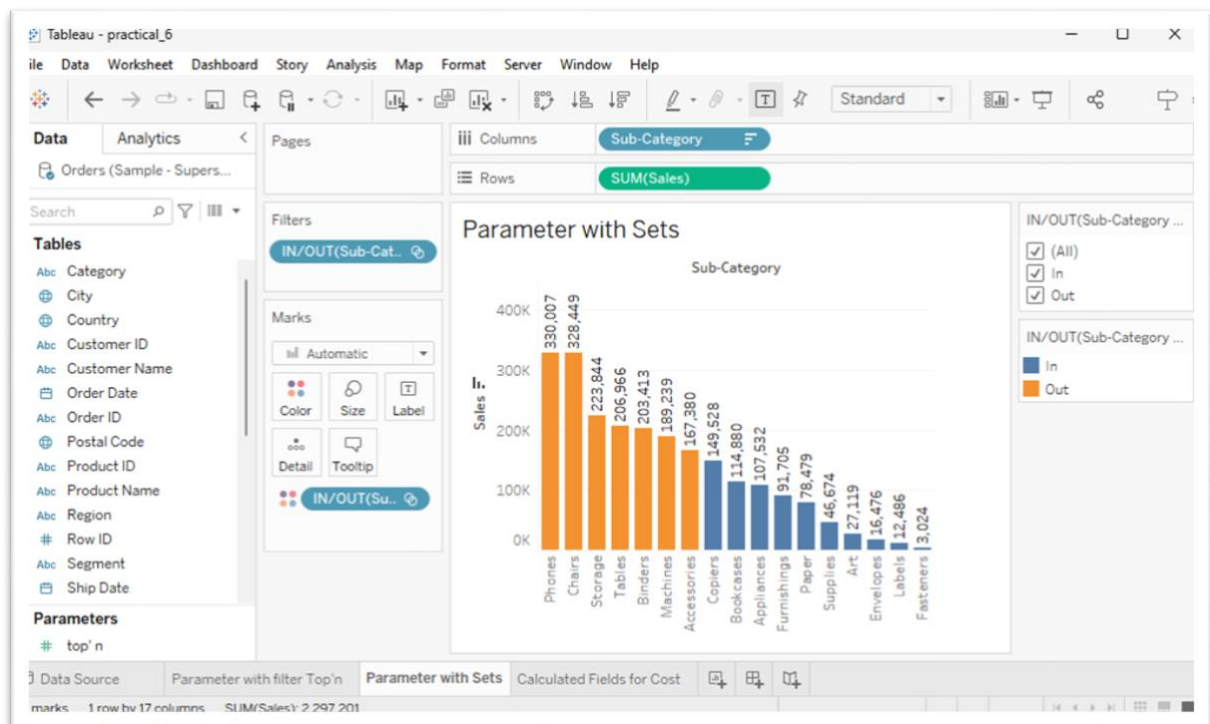 Tableau - practical_6
ile Data Worksheet Dashboard Story Analysis Map Format Server Window Help
Standard
Data Analytics
Orders (Sample - Supers...
Search
Tables
Abc Category
City
Country
Abc Customer ID
Abc Customer Name
Order Date
Abc Order ID
Postal Code
Abc Product ID
Abc Product Name
Abc Region
# Row ID
Abc Segment
Ship Date
Parameters
# top' n
Pages
Filters
IN/OUT(Sub-Cat..
Marks
Automatic
Color Size Label
Detail Tooltip
IN/OUT(Su..
iii Columns Sub-Category
Rows SUM(Sales)
Parameter with Sets
Sub-Category
Sales
400K
300K
200K
100K
0K
330,007
328,449
223,844
206,966
203,413
189,239
167,380
149,528
114,880
107,532
91,705
78,479
46,674
27,119
16,476
12,486
3,024
Phones
Chairs
Storage
Tables
Binders
Machines
Accessories
Copiers
Bookcases
Appliances
Furnishings
Paper
Supplies
Art
Envelopes
Labels
Fasteners
IN/OUT(Sub-Category ...
(All)
In
Out
IN/OUT(Sub-Category ...
In
Out
Data Source Parameter with filter Top'n Parameter with Sets Calculated Fields for Cost
marks 1 row by 17 columns SUM(Sales): 2,297,201